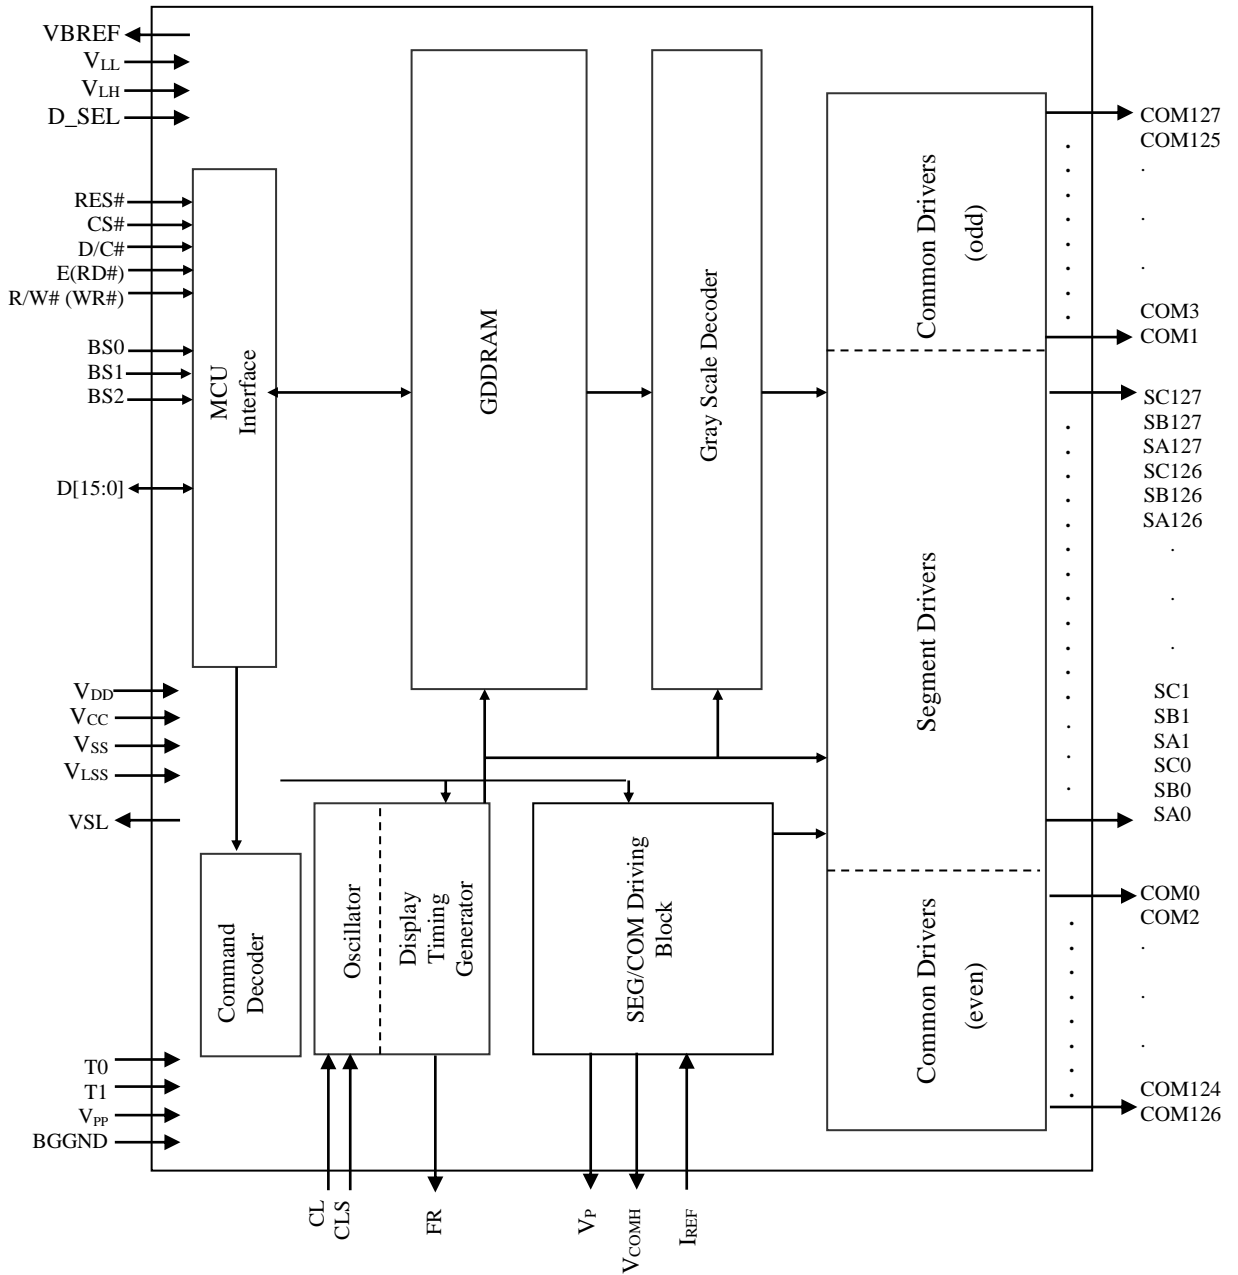 VBREF
VLL
VLH
D_SEL
RES#
CS#
D/C#
E(RD#)
R/W# (WR#)
BS0
BS1
BS2
D[15:0]
VDD
VCC
VSS
VLSS
VSL
T0
T1
VPP
BGGND
MCU
Interface
GDDRAM
Gray Scale Decoder
Common Drivers
(odd)
Segment Drivers
Common Drivers
(even)
Command
Decoder
Oscillator
Display
Timing
Generator
SEG/COM Driving
Block
CL
CLS
FR
VP
VCOMH
IREF
COM127
COM125
.
.
.
COM3
COM1
SC127
SB127
SA127
SC126
SB126
SA126
.
.
.
SC1
SB1
SA1
SC0
SB0
SA0
COM0
COM2
.
.
.
COM124
COM126